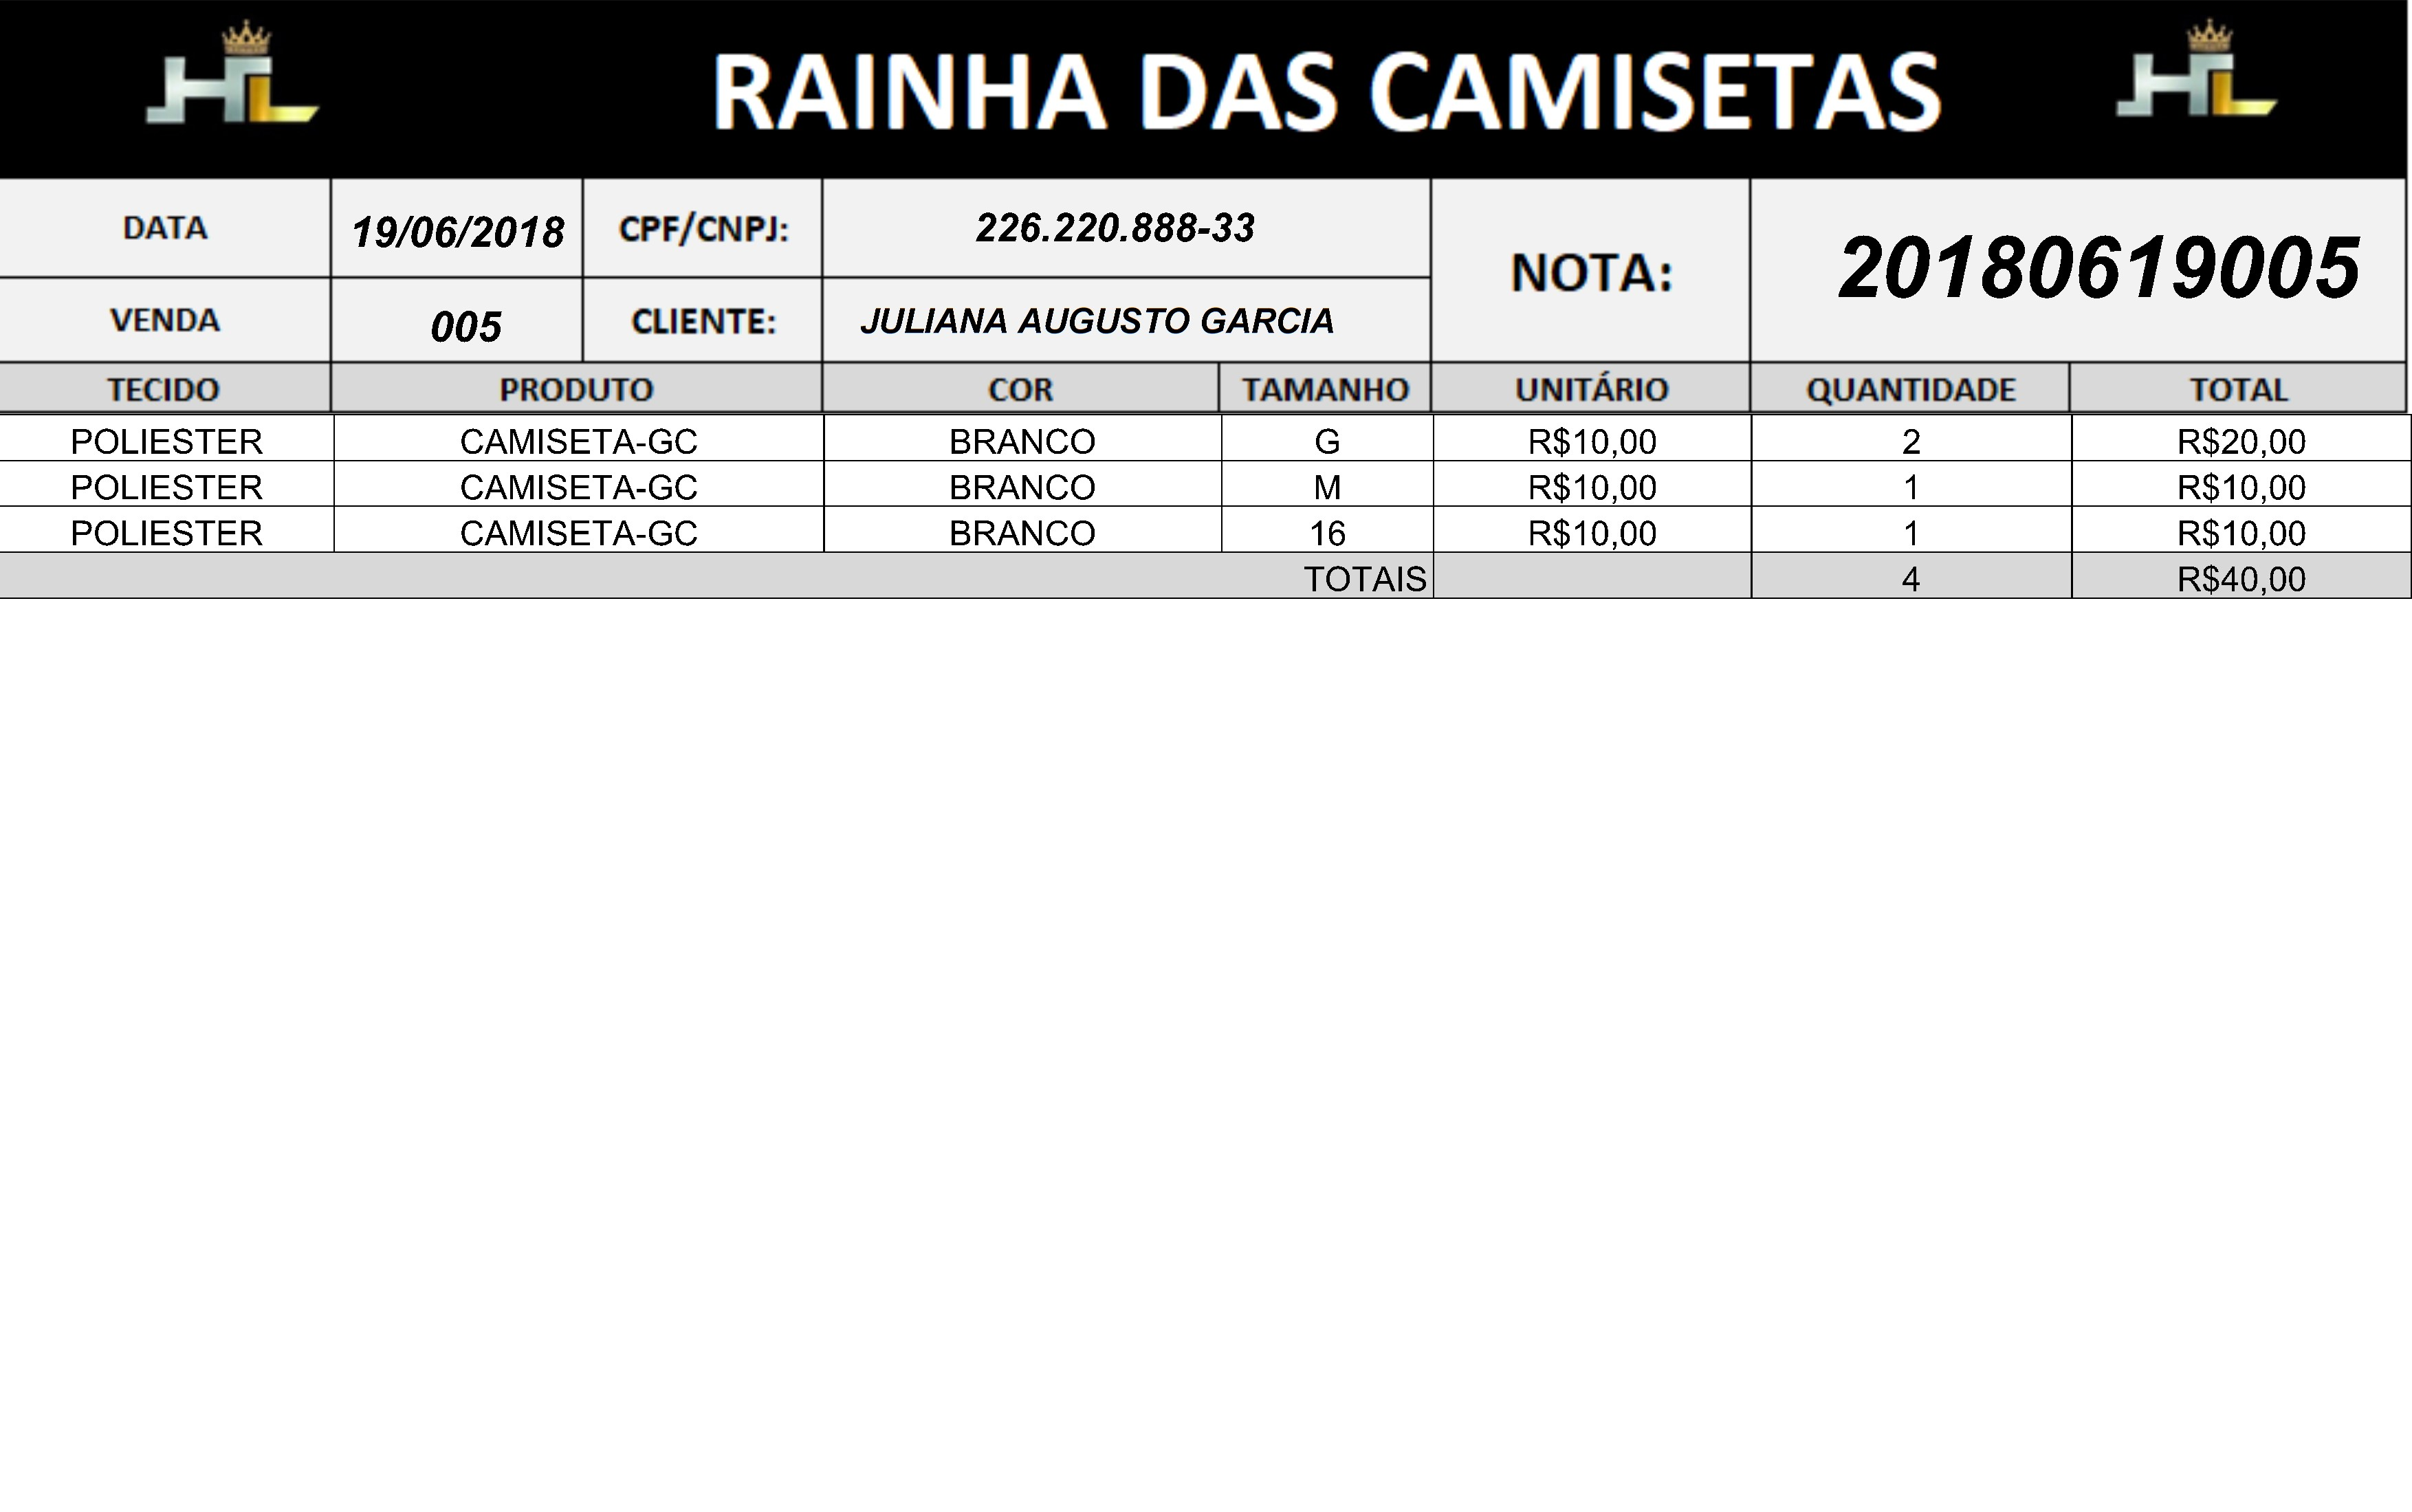 HL RAINHA DAS CAMISETAS HL
DATA 19/06/2018 CPF/CNPJ: 226.220.888-33 NOTA: 20180619005
VENDA 005 CLIENTE: JULIANA AUGUSTO GARCIA
TECIDO PRODUTO COR TAMANHO UNITÁRIO QUANTIDADE TOTAL
POLIESTER CAMISETA-GC BRANCO G R$10,00 2 R$20,00
POLIESTER CAMISETA-GC BRANCO M R$10,00 1 R$10,00
POLIESTER CAMISETA-GC BRANCO 16 R$10,00 1 R$10,00
TOTAIS 4 R$40,00